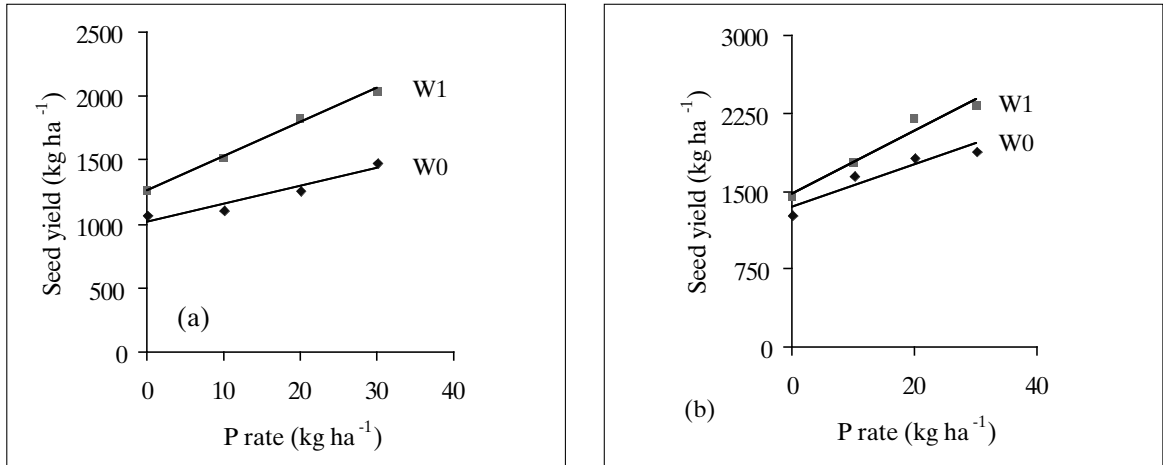 2500
2000
1500
1000
500
0
0 10 20 30 40
Seed yield (kg ha -1)
P rate (kg ha -1)
W1
W0
(a)
3000
2250
1500
750
0
0 20 40
Seed yield (kg ha -1)
P rate (kg ha -1)
W1
W0
(b)